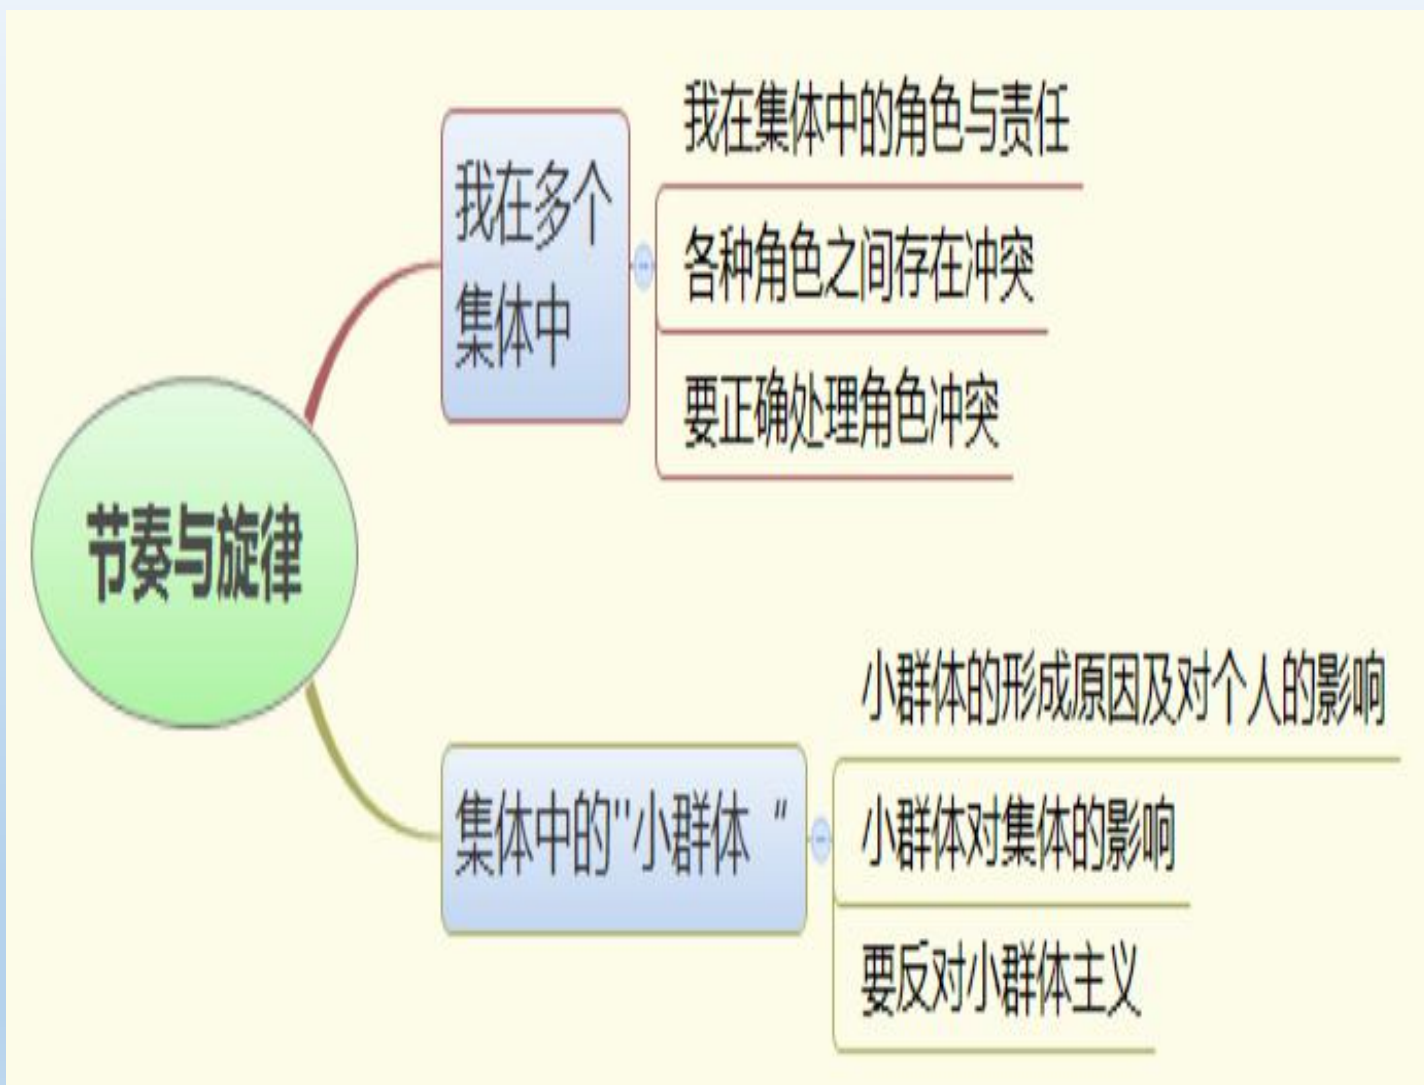 节奏与旋律
我在多个
集体中
我在集体中的角色与责任
各种角色之间存在冲突
要正确处理角色冲突
集体中的"小群体“
小群体的形成原因及对个人的影响
小群体对集体的影响
要反对小群体主义